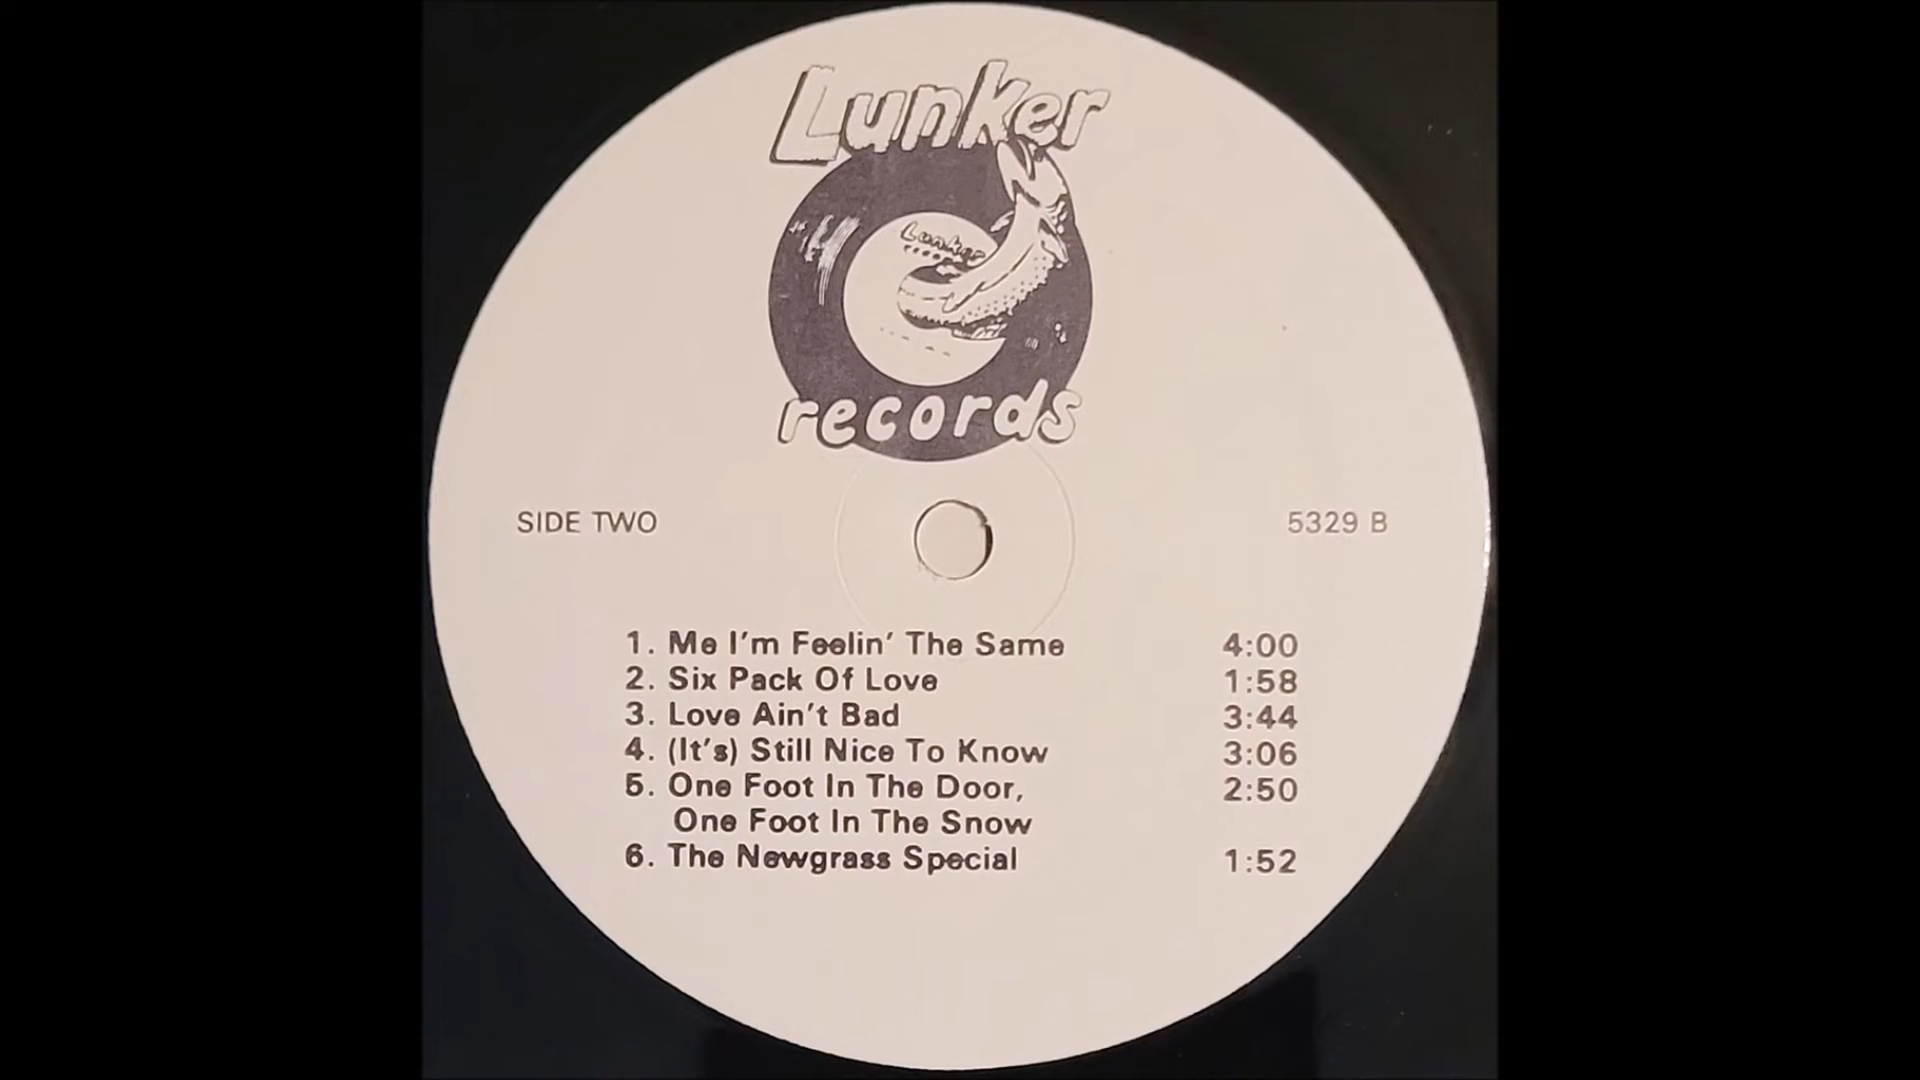 Lunker
Lunker
records
SIDE TWO
5329 B
1. Me I'm Feelin' The Same 4:00
2. Six Pack Of Love 1:58
3. Love Ain't Bad 3:44
4. (It's) Still Nice To Know 3:06
5. One Foot In The Door, 2:50
One Foot In The Snow
6. The Newgrass Special 1:52